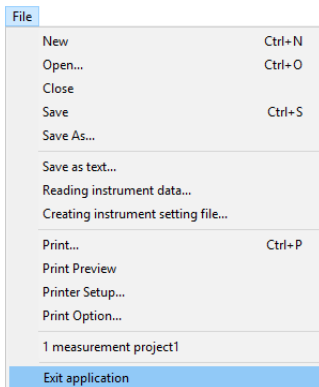 File
New Ctrl+N
Open... Ctrl+O
Close
Save Ctrl+S
Save As...
Save as text...
Reading instrument data...
Creating instrument setting file...
Print... Ctrl+P
Print Preview
Printer Setup...
Print Option...
1 measurement project1
Exit application